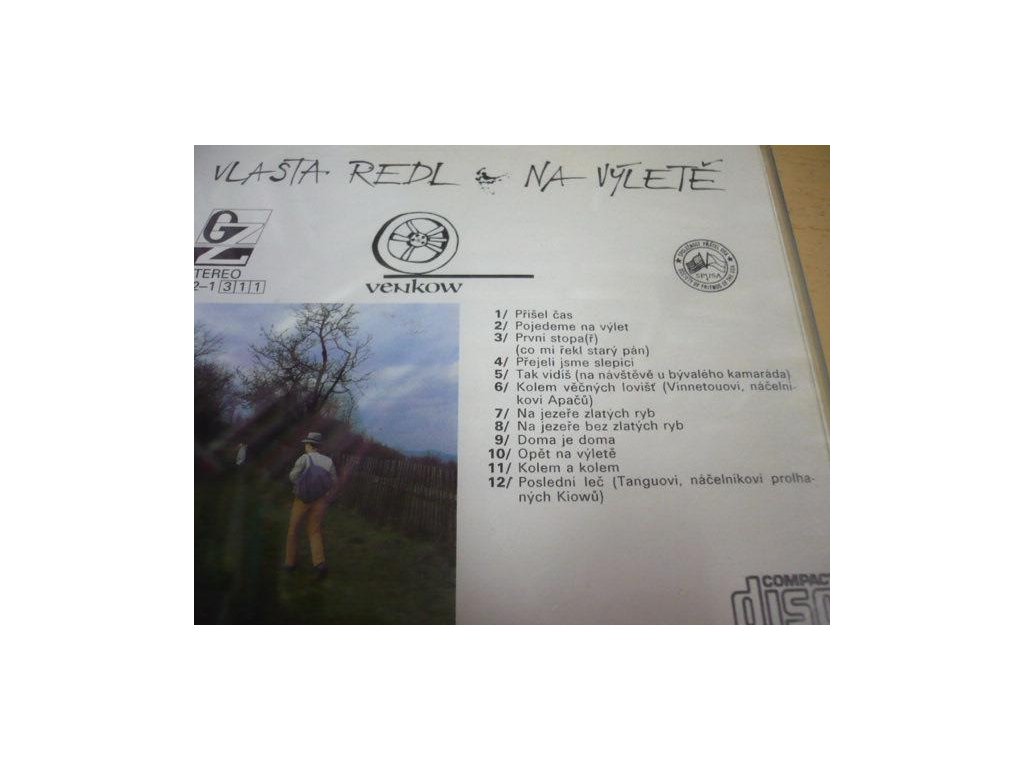 VLASTA REDL NA VÝLETĚ
GZ
TEREO
2-1 311
venkow
1/ Přišel čas
2/ Pojedeme na výlet
3/ První stopa(ř)
(co mi řekl starý pán)
4/ Přejeli jsme slepici
5/ Tak vidíš (na návštěvě u bývalého kamaráda)
6/ Kolem věčných lovišť (Vinnetouovi, náčelní-
kovi Apačů)
7/ Na jezeře zlatých ryb
8/ Na jezeře bez zlatých ryb
9/ Doma je doma
10/ Opět na výletě
11/ Kolem a kolem
12/ Poslední leč (Tanguovi, náčelníkovi prolha-
ných Kiowů)
COMPACT
disc